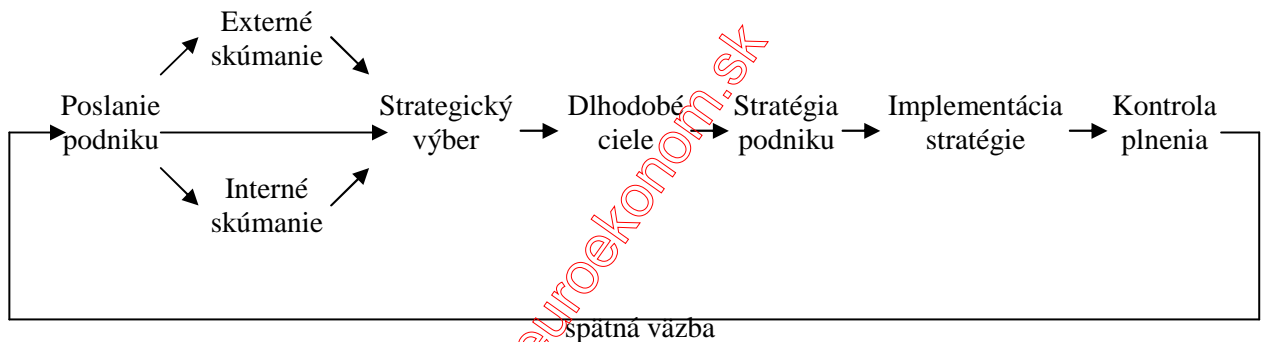 Externé
skúmanie
Poslanie
podniku
Strategický
výber
Dlhodobé
ciele
Stratégia
podniku
Implementácia
stratégie
Kontrola
plnenia
Interné
skúmanie
spätná väzba
euroekonom.sk